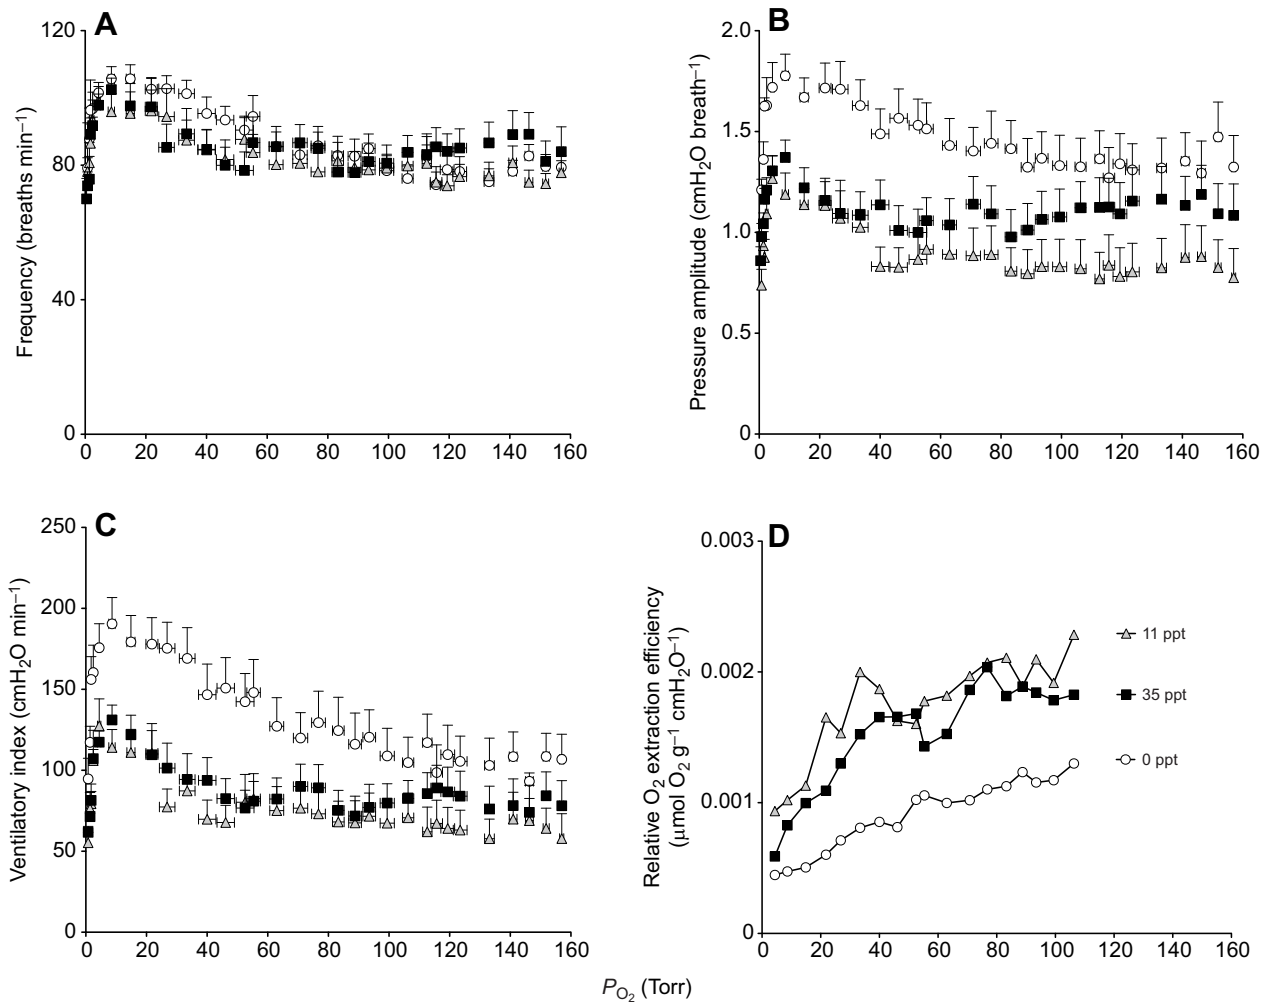 A
120
80
40
0
Frequency (breaths min–1)
0 20 40 60 80 100 120 140 160
B
2.0
1.5
1.0
0.5
0
Pressure amplitude (cmH2O breath–1)
0 20 40 60 80 100 120 140 160
C
250
200
150
100
50
0
Ventilatory index (cmH2O min–1)
0 20 40 60 80 100 120 140 160
D
0.003
0.002
0.001
0
Relative O2 extraction efficiency
(μmol O2 g–1 cmH2O–1)
11 ppt
35 ppt
0 ppt
0 20 40 60 80 100 120 140 160
PO2 (Torr)